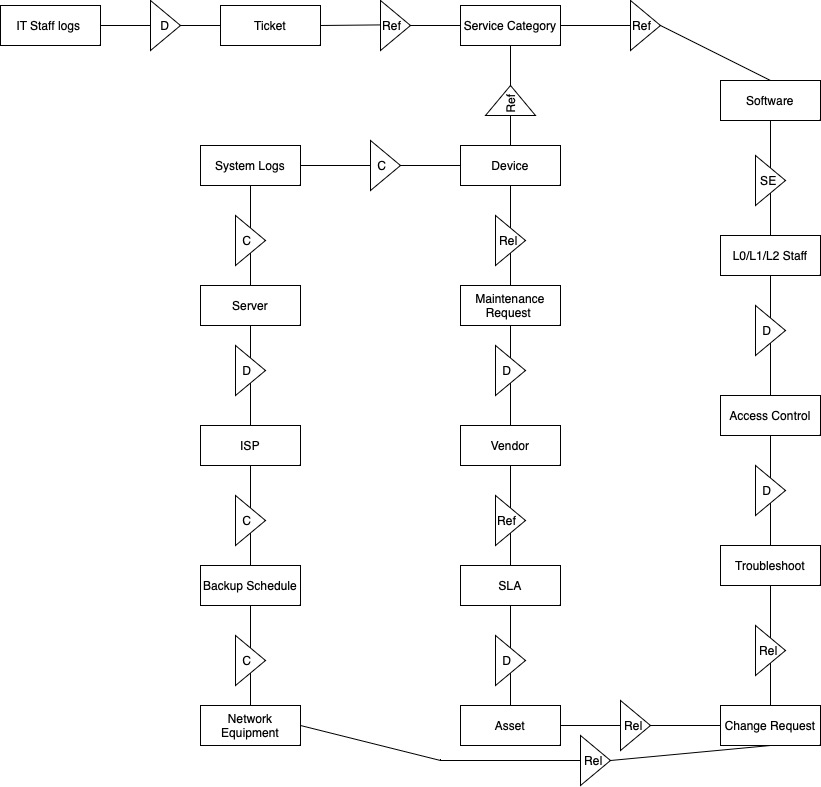 IT Staff logs
D
Ticket
Ref
Service Category
Ref
Software
Ref
System Logs
C
Device
SE
C
Rel
L0/L1/L2 Staff
Server
Maintenance
Request
D
D
D
Access Control
ISP
Vendor
D
C
Ref
Troubleshoot
Backup Schedule
SLA
Rel
C
D
Network
Equipment
Asset
Rel
Change Request
Rel